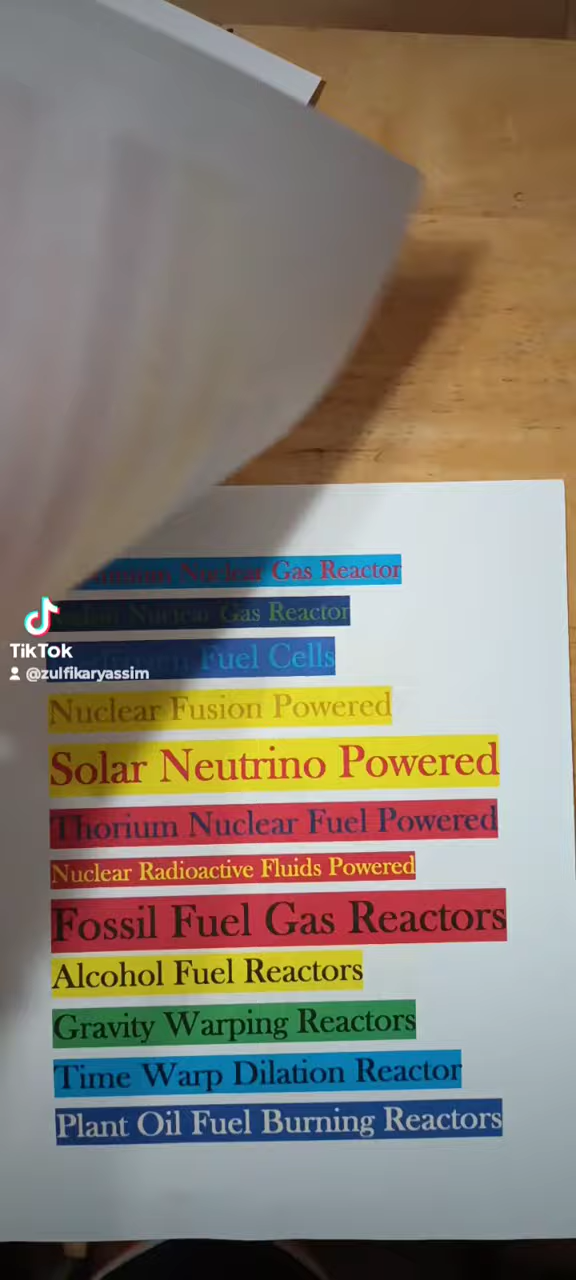 Nuclear Gas Reactor
Nuclear Gas Reactor
Fuel Cells
Nuclear Fusion Powered
Solar Neutrino Powered
Thorium Nuclear Fuel Powered
Nuclear Radioactive Fluids Powered
Fossil Fuel Gas Reactors
Alcohol Fuel Reactors
Gravity Warping Reactors
Time Warp Dilation Reactor
Plant Oil Fuel Burning Reactors
TikTok
@zulfikaryassim